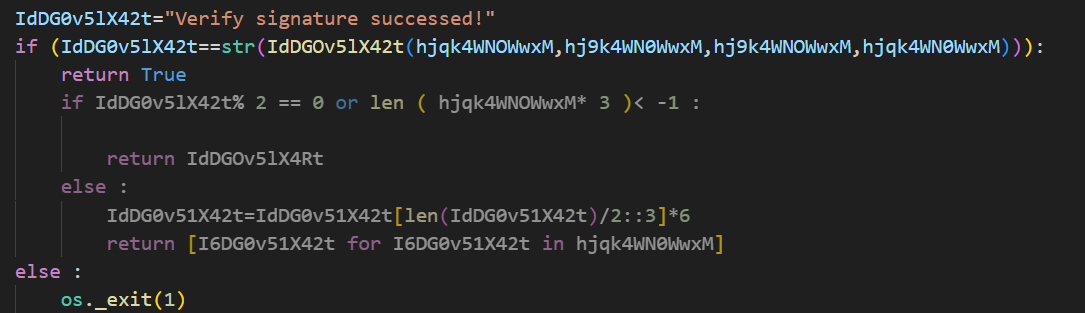 IdDG0v5lX42t="Verify signature successed!"
if (IdDG0v5lX42t==str(IdDGOv5lX42t(hjqk4WNOWwxM,hj9k4WN0WwxM,hj9k4WNOWwxM,hjqk4WN0WwxM))):
return True
if IdDG0v5lX42t% 2 == 0 or len ( hjqk4WNOWwxM* 3 )< -1 :
return IdDGOv5lX4Rt
else :
IdDG0v51X42t=IdDG0v51X42t[len(IdDG0v51X42t)/2::3]*6
return [I6DG0v51X42t for I6DG0v51X42t in hjqk4WN0WwxM]
else :
os._exit(1)